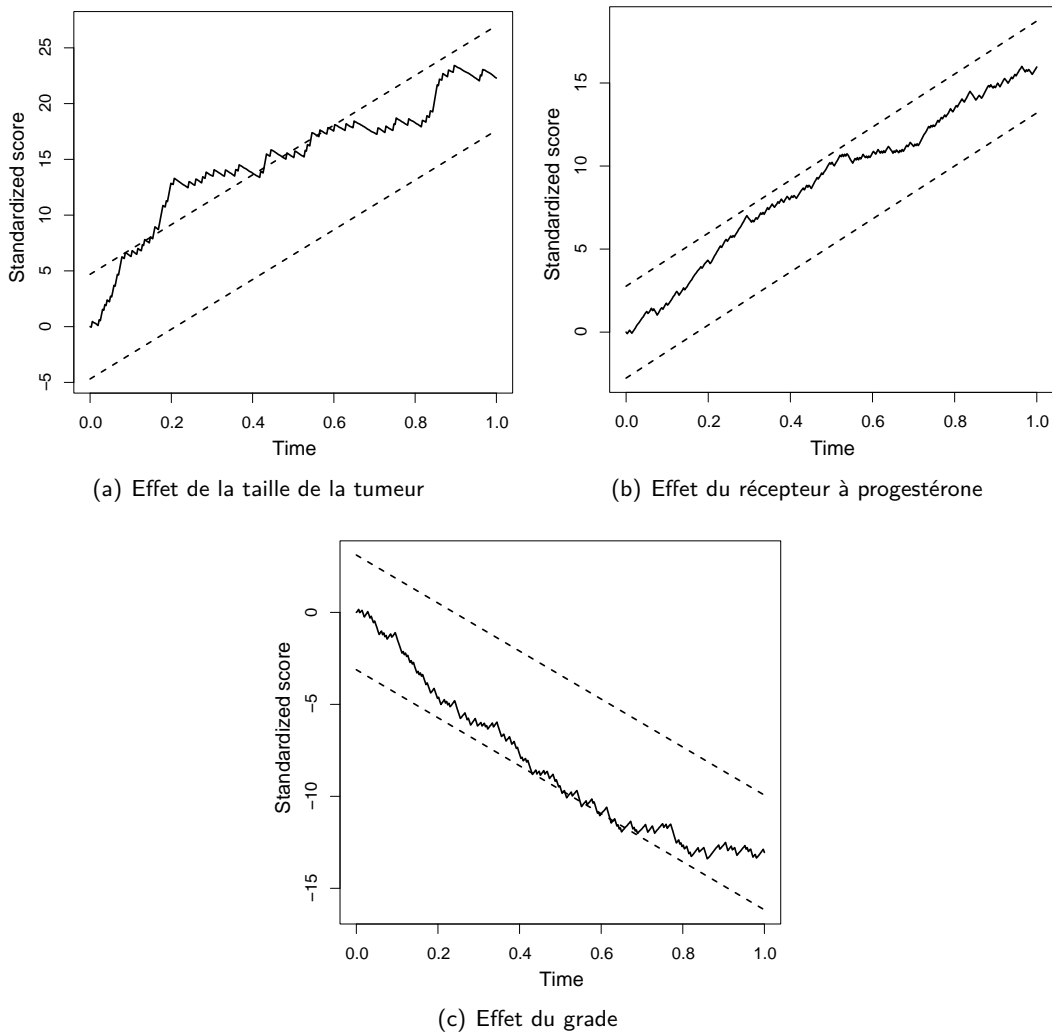 25
20
15
10
5
0
−5
Standardized score
0.0 0.2 0.4 0.6 0.8 1.0
Time
(a) Effet de la taille de la tumeur
15
10
5
0
Standardized score
0.0 0.2 0.4 0.6 0.8 1.0
Time
(b) Effet du récepteur à progestérone
0
−5
−10
−15
Standardized score
0.0 0.2 0.4 0.6 0.8 1.0
Time
(c) Effet du grade